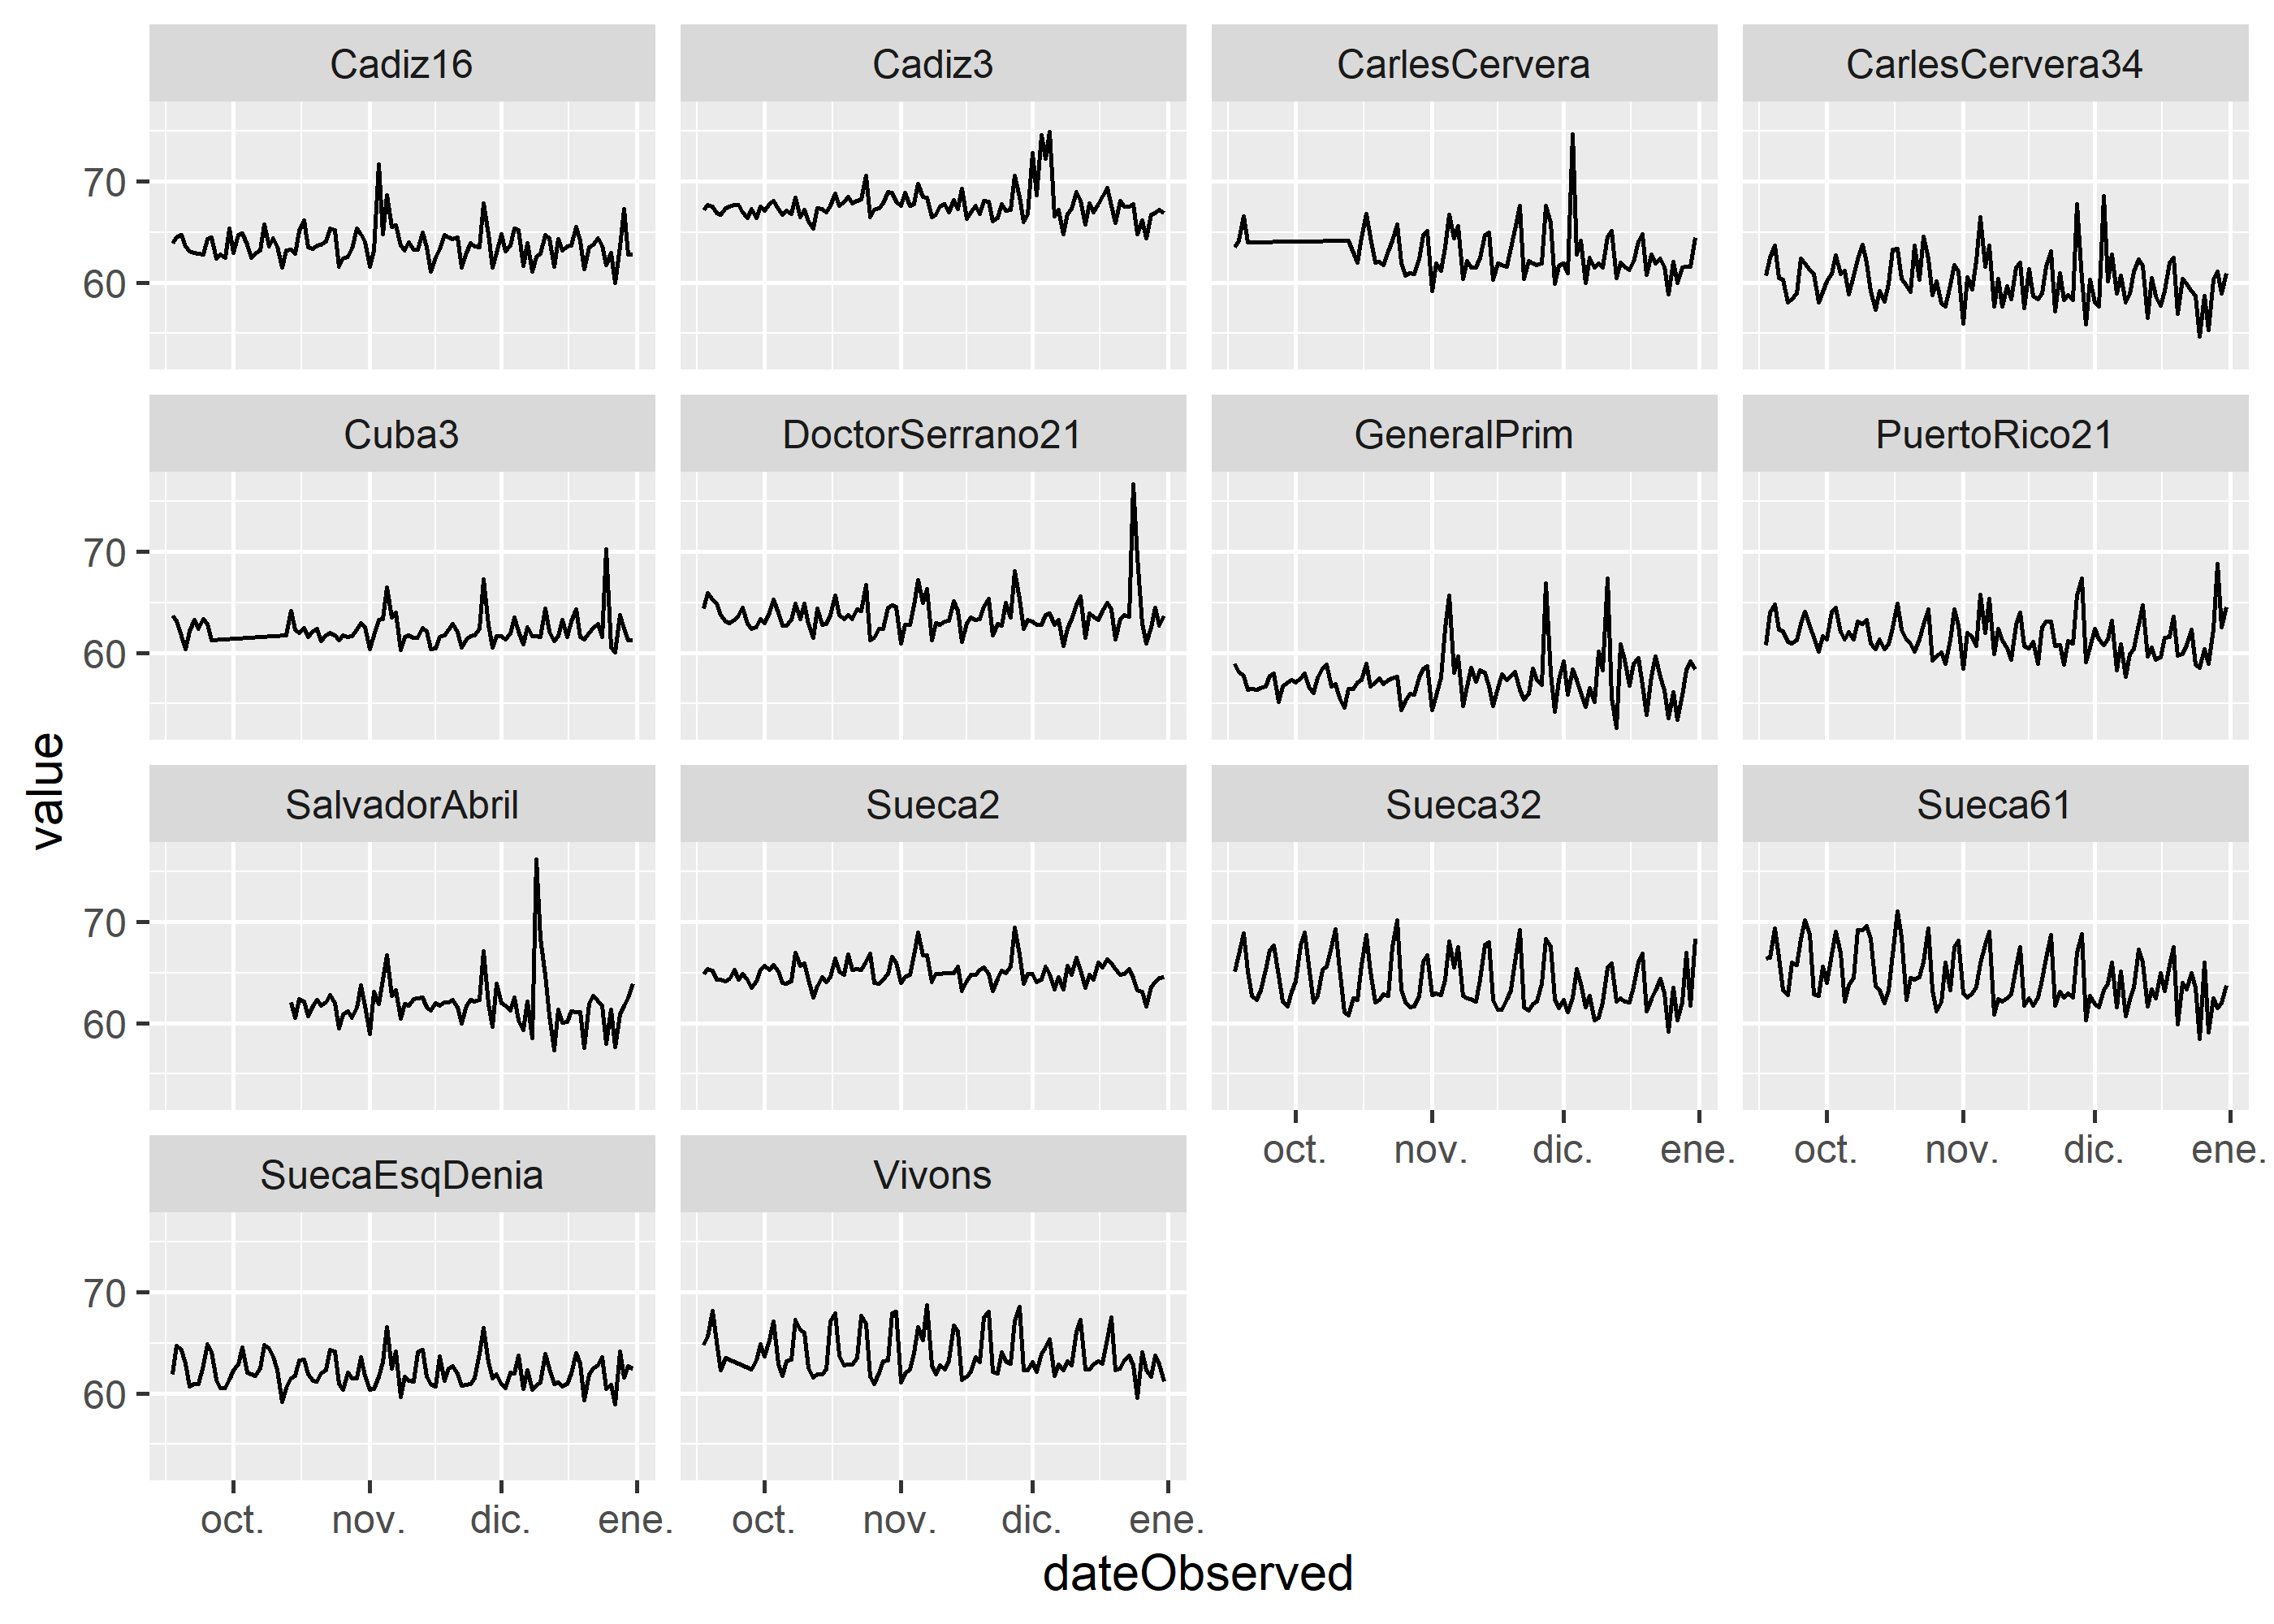 Cadiz16 Cadiz3 CarlesCervera CarlesCervera34
70
60
Cuba3 DoctorSerrano21 GeneralPrim PuertoRico21
70
60
value
SalvadorAbril Sueca2 Sueca32 Sueca61
70
60
oct. nov. dic. ene. oct. nov. dic. ene.
SuecaEsqDenia Vivons
70
60
oct. nov. dic. ene. oct. nov. dic. ene.
dateObserved